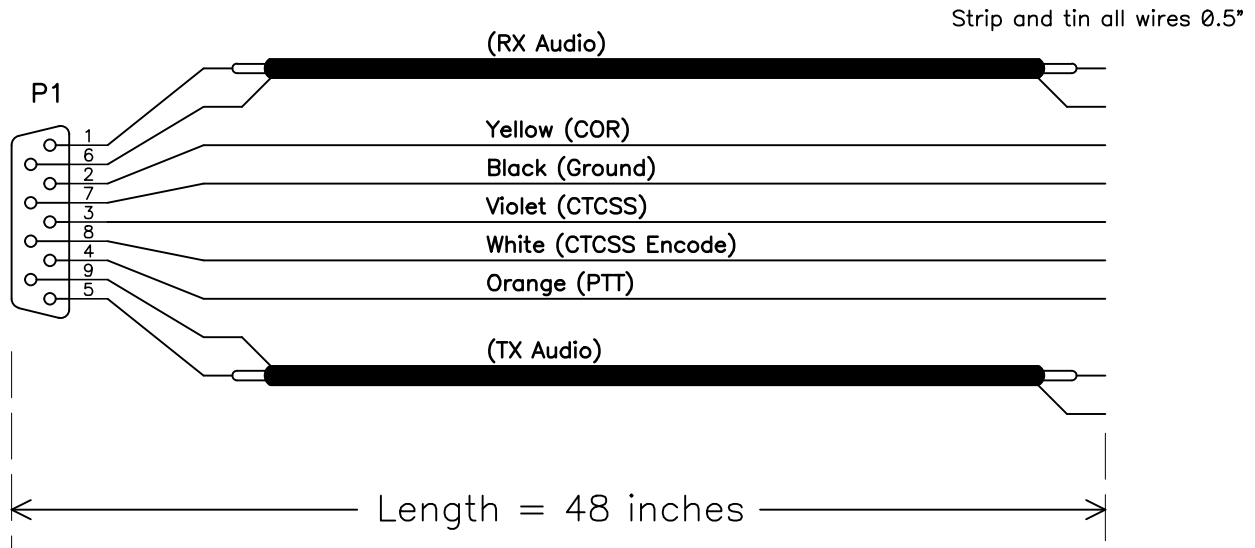 Strip and tin all wires 0.5"
(RX Audio)
P1
1
6
2
7
3
8
4
9
5
Yellow (COR)
Black (Ground)
Violet (CTCSS)
White (CTCSS Encode)
Orange (PTT)
(TX Audio)
Length = 48 inches